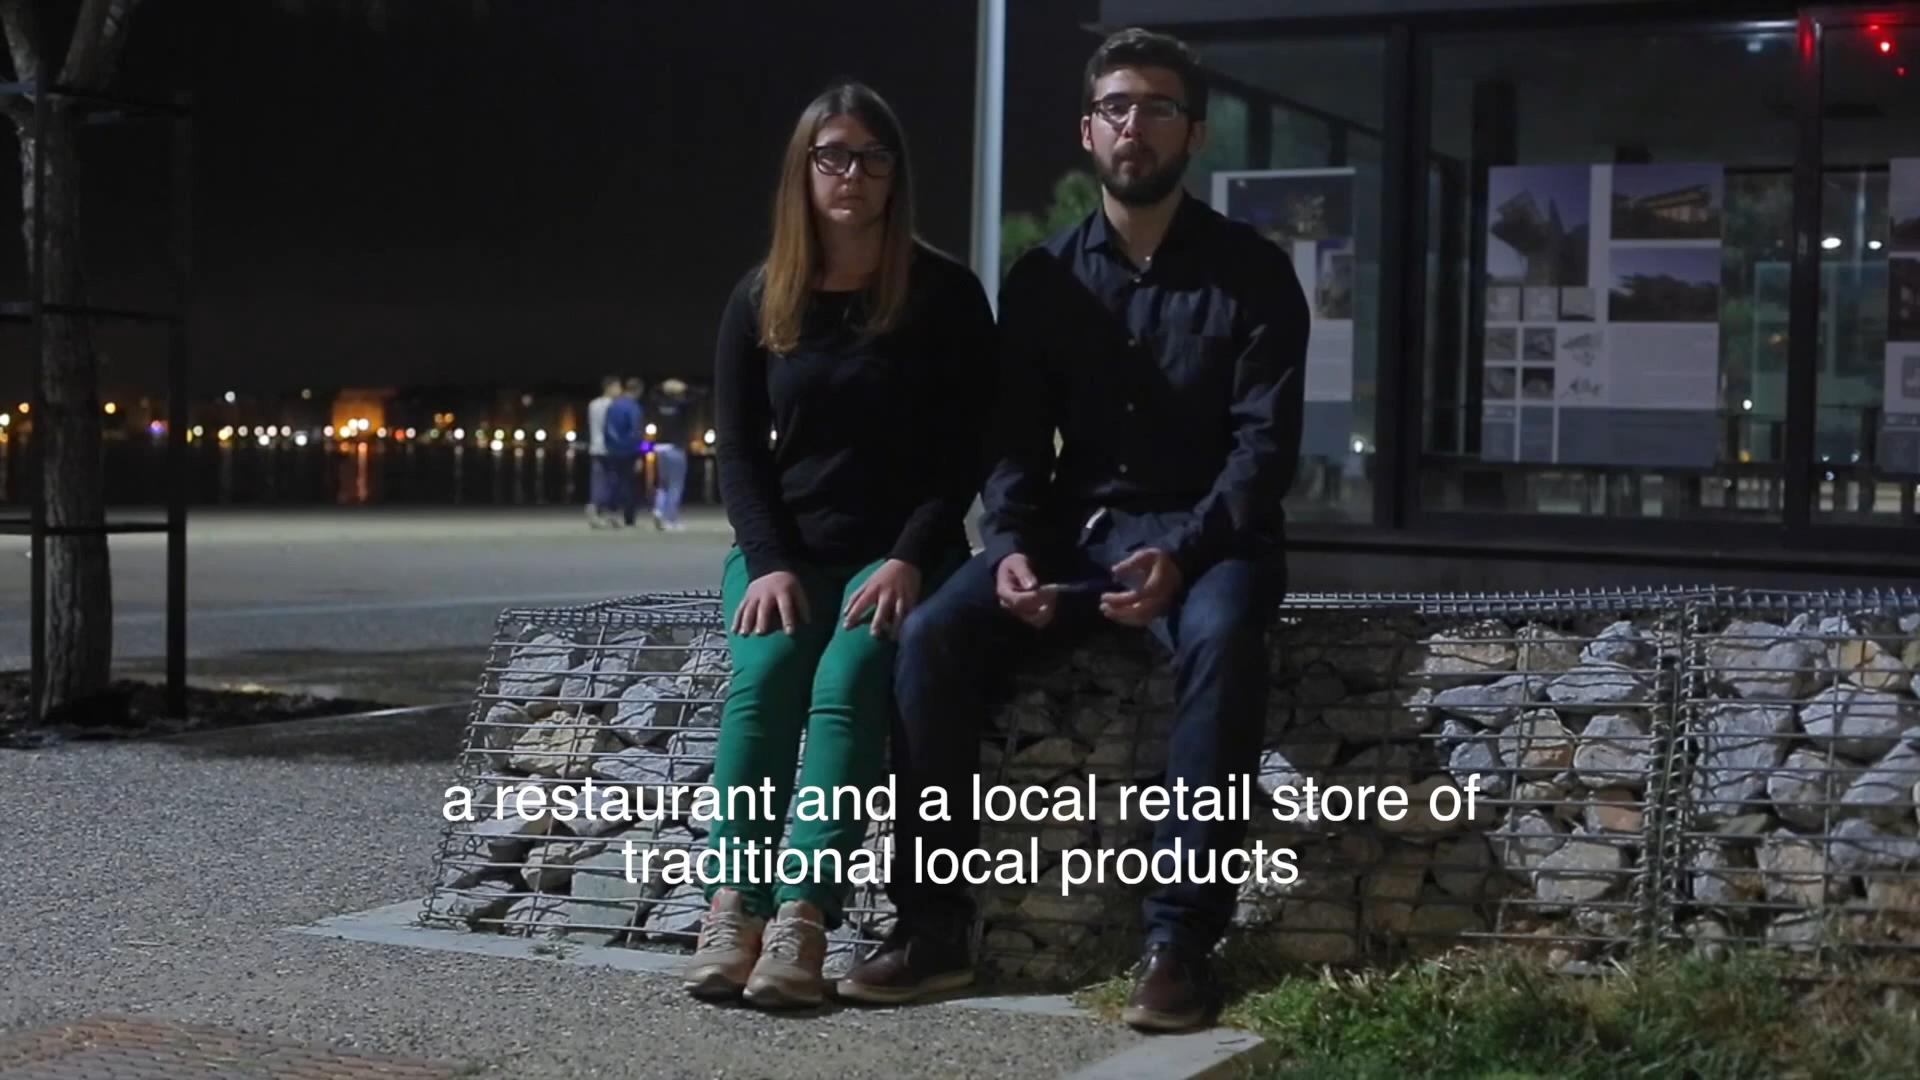 a restaurant and a local retail store of
traditional local products